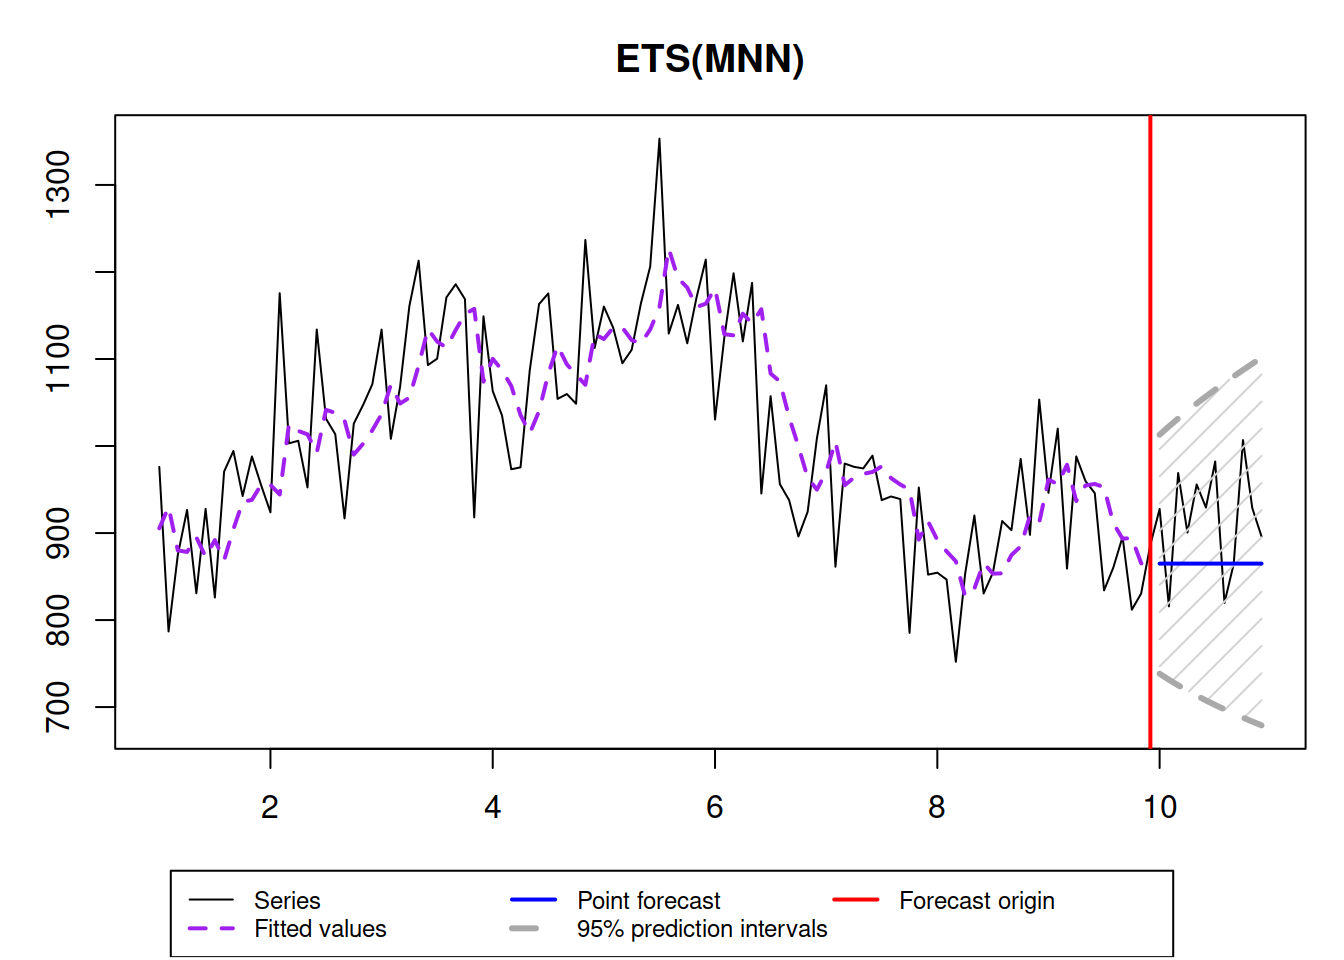 ETS(MNN)
1300
1100
900
800
700
2 4 6 8 10
Series Point forecast Forecast origin
Fitted values 95% prediction intervals